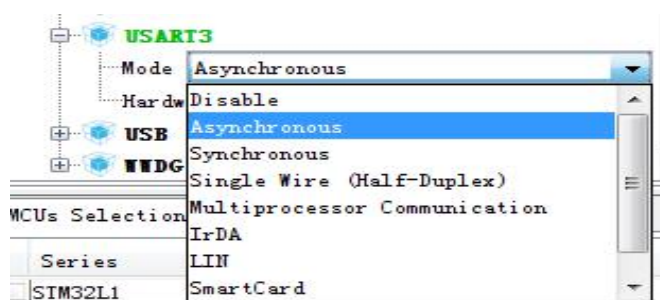 USART3
Mode Asynchronous
Hardw Disable
Asynchronous
USB
Synchronous
WWDG
Single Wire (Half-Duplex)
MCUs Selection
Multiprocessor Communication
IrDA
Series
LIN
STM32L1
SmartCard